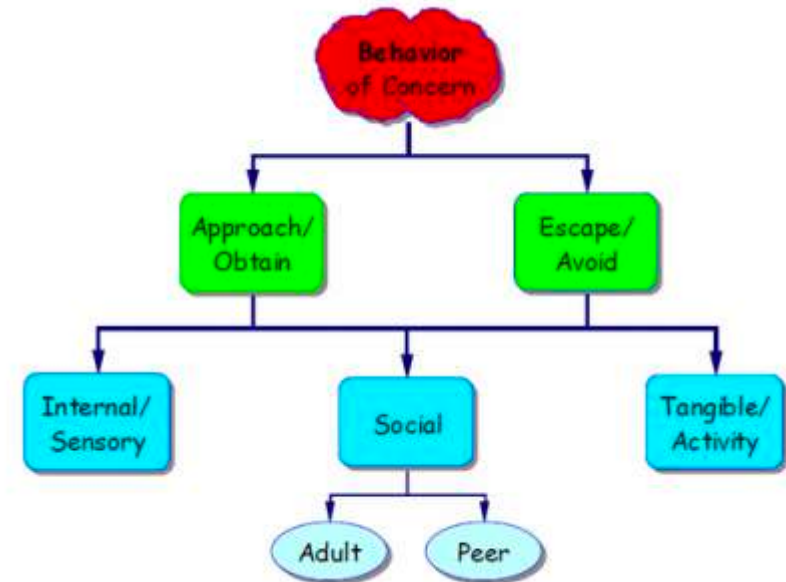 Behavior
of Concern
Approach/
Obtain
Escape/
Avoid
Internal/
Sensory
Social
Tangible/
Activity
Adult
Peer